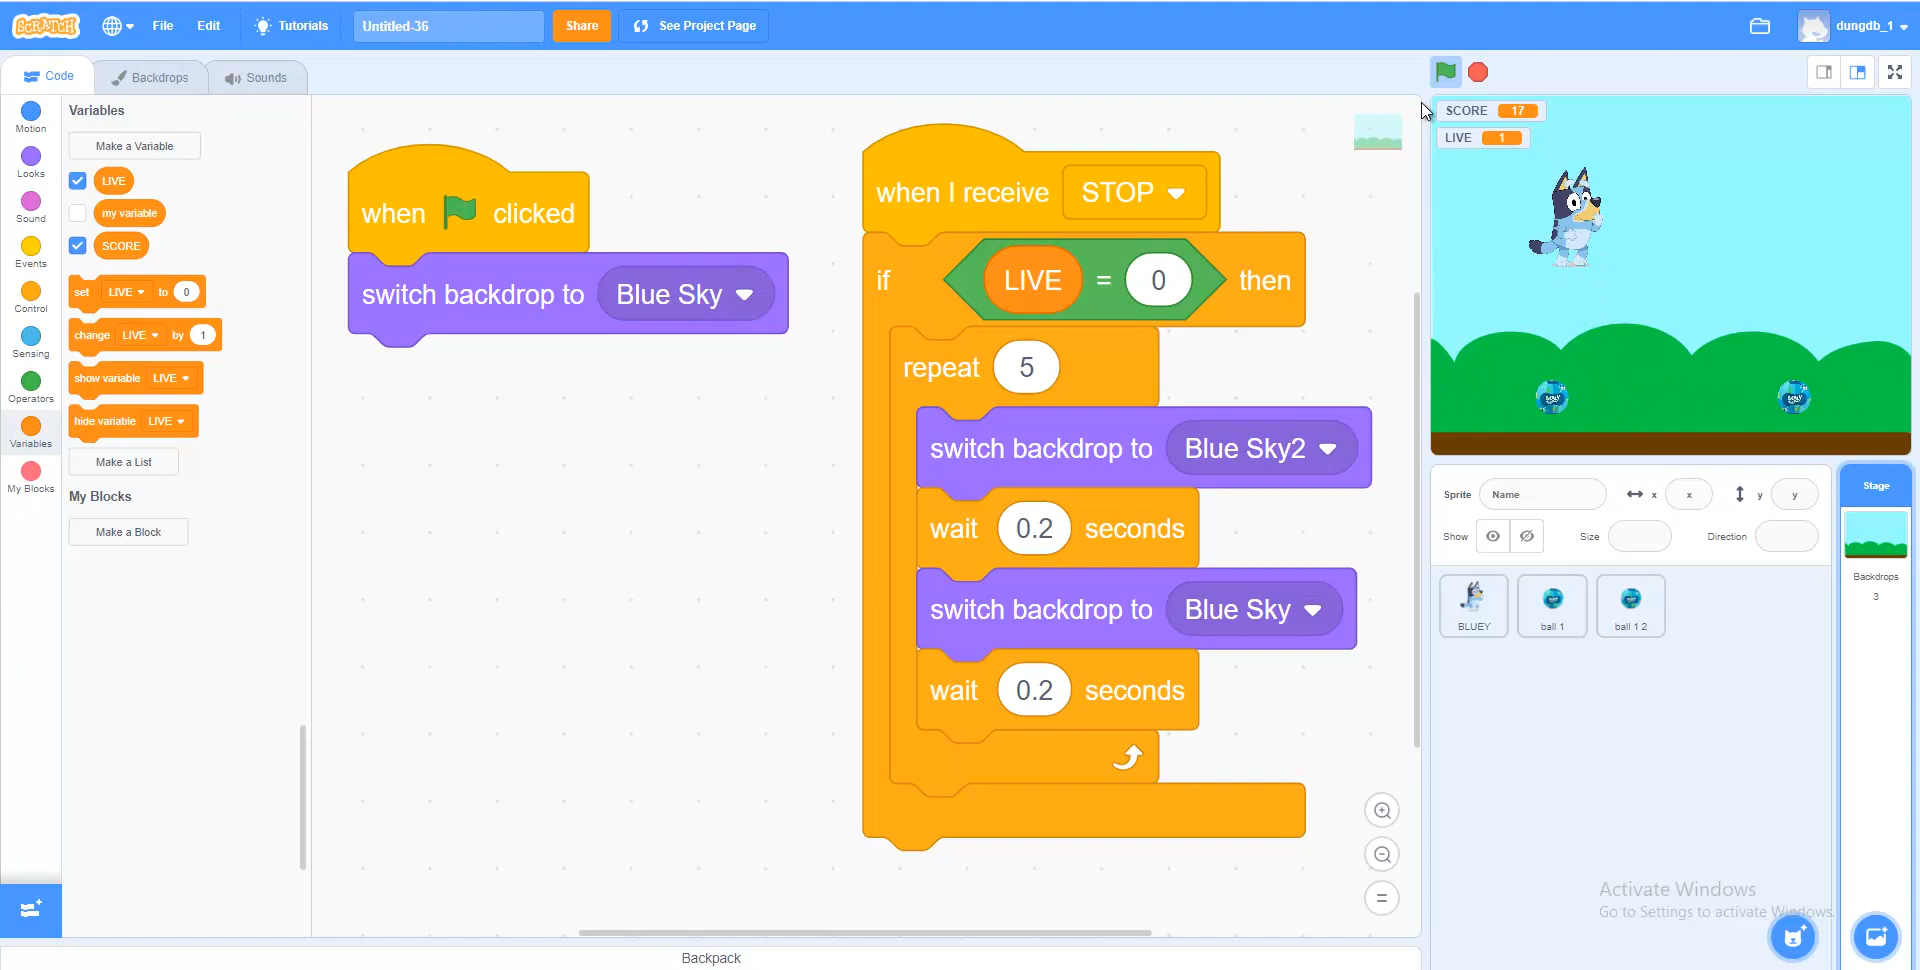 SCRATCH
File
Edit
Tutorials
Untitled-36
Share
See Project Page
dungdb_1
Code
Backdrops
Sounds
Motion
Looks
Sound
Events
Control
Sensing
Operators
Variables
My Blocks
Variables
Make a Variable
LIVE
my variable
SCORE
set LIVE to 0
change LIVE by 1
show variable LIVE
hide variable LIVE
Make a List
My Blocks
Make a Block
when clicked
switch backdrop to Blue Sky
when I receive STOP
if LIVE = 0 then
repeat 5
switch backdrop to Blue Sky2
wait 0.2 seconds
switch backdrop to Blue Sky
wait 0.2 seconds
SCORE 17
LIVE 1
Sprite Name x x y y
Show Size Direction
BLUEY
ball 1
ball 1 2
Stage
Backdrops
3
Activate Windows
Go to Settings to activate Windows.
Backpack